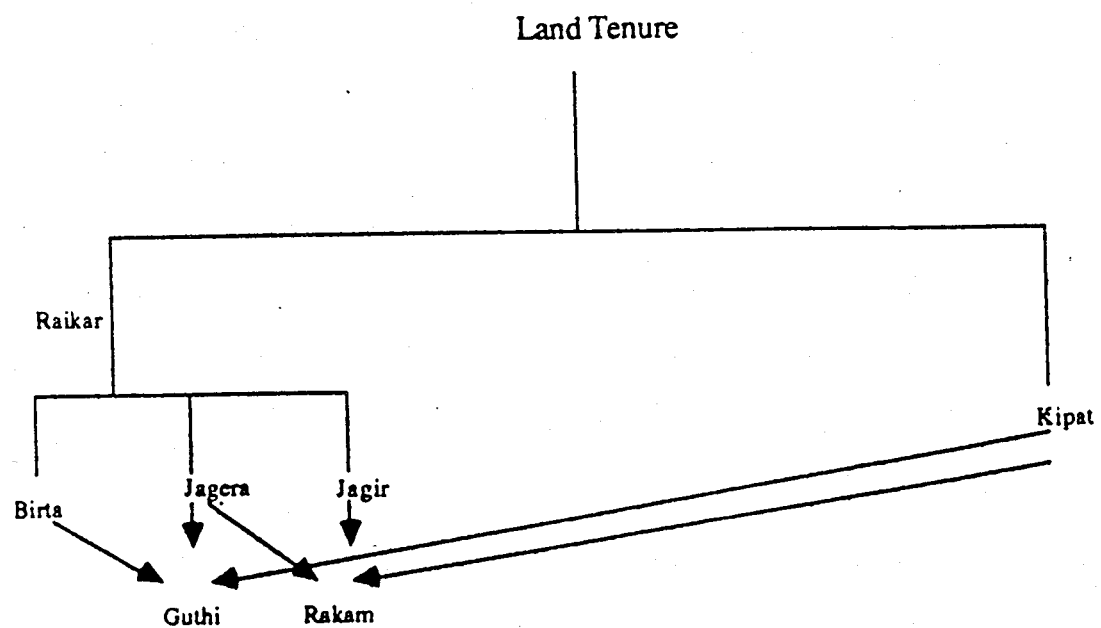 Land Tenure
Raikar
Kipat
Jagera
Jagir
Birta
Guthi
Rakam